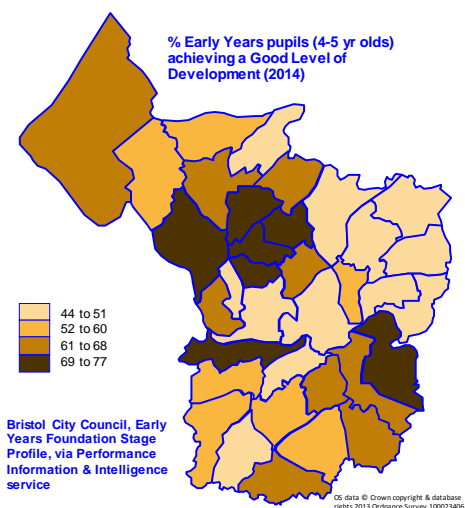 % Early Years pupils (4-5 yr olds)
achieving a Good Level of
Development (2014)
44 to 51
52 to 60
61 to 68
69 to 77
Bristol City Council, Early
Years Foundation Stage
Profile, via Performance
Information & Intelligence
service
OS data © Crown copyright & database
rights 2013 Ordnance Survey 100023406